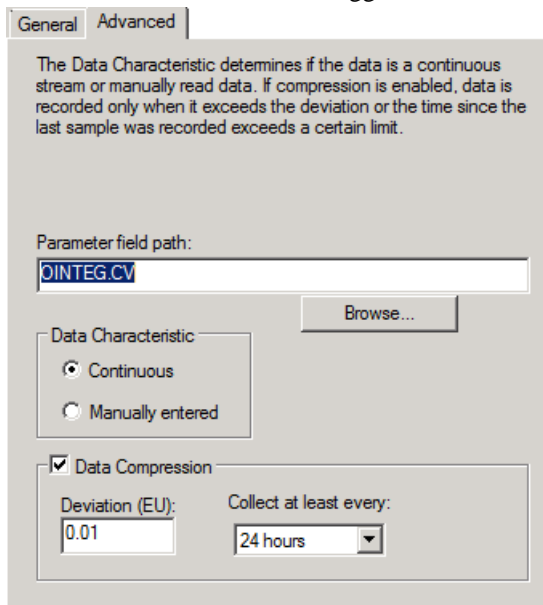 General Advanced
The Data Characteristic determines if the data is a continuous
stream or manually read data. If compression is enabled, data is
recorded only when it exceeds the deviation or the time since the
last sample was recorded exceeds a certain limit.
Parameter field path:
OINTEG.CV
Browse...
Data Characteristic
Continuous
Manually entered
Data Compression
Deviation (EU): Collect at least every:
0.01 24 hours